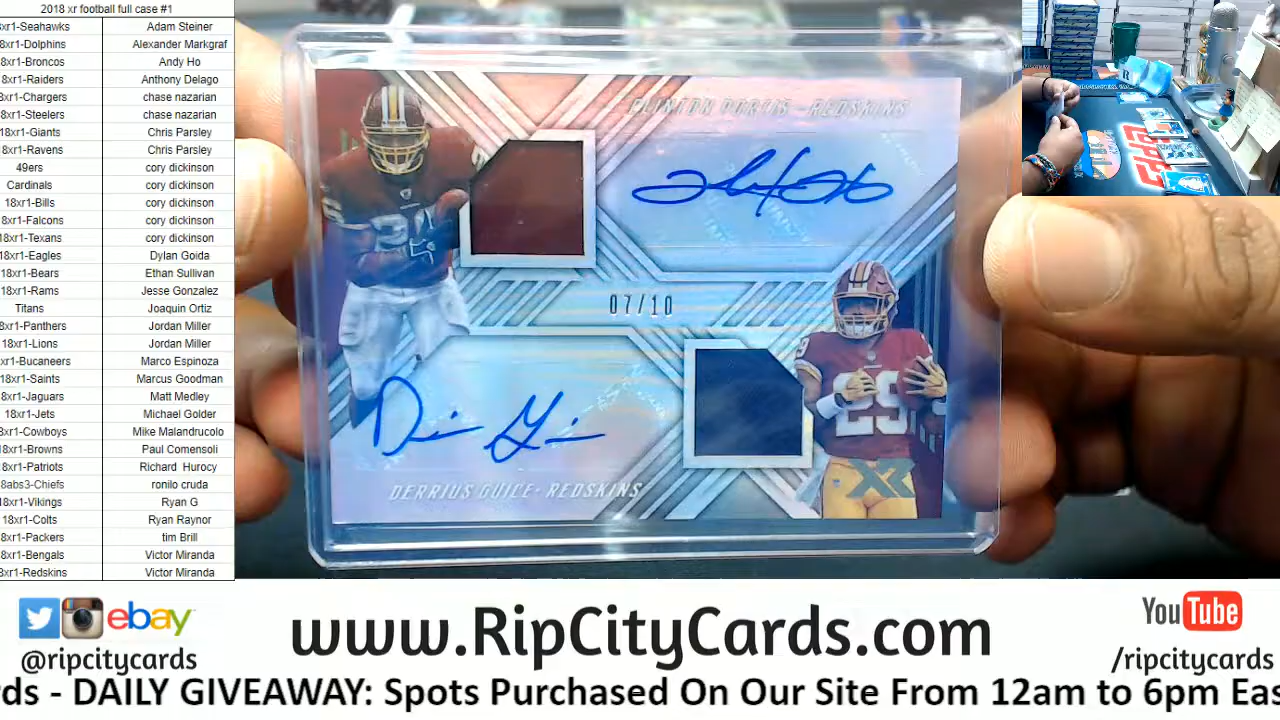 2018 xr football full case #1
8xr1-Seahawks Adam Steiner
8xr1-Dolphins Alexander Markgraf
8xr1-Broncos Andy Ho
8xr1-Raiders Anthony Delago
8xr1-Chargers chase nazarian
8xr1-Steelers chase nazarian
18xr1-Giants Chris Parsley
8xr1-Ravens Chris Parsley
49ers cory dickinson
Cardinals cory dickinson
18xr1-Bills cory dickinson
8xr1-Falcons cory dickinson
18xr1-Texans cory dickinson
18xr1-Eagles Dylan Goida
18xr1-Bears Ethan Sullivan
18xr1-Rams Jesse Gonzalez
Titans Joaquin Ortiz
8xr1-Panthers Jordan Miller
18xr1-Lions Jordan Miller
xr1-Bucaneers Marco Espinoza
18xr1-Saints Marcus Goodman
8xr1-Jaguars Matt Medley
18xr1-Jets Michael Golder
8xr1-Cowboys Mike Malandrucolo
18xr1-Browns Paul Comensoli
8xr1-Patriots Richard Hurocy
8abs3-Chiefs ronilo cruda
18xr1-Vikings Ryan G
18xr1-Colts Ryan Raynor
8xr1-Packers tim Brill
8xr1-Bengals Victor Miranda
8xr1-Redskins Victor Miranda
CLINTON PORTIS - REDSKINS
07/10
29
DERRIUS GUICE - REDSKINS
XR
ebay
@ripcitycards
www.RipCityCards.com
YouTube
/ripcitycards
rds - DAILY GIVEAWAY: Spots Purchased On Our Site From 12am to 6pm Eas